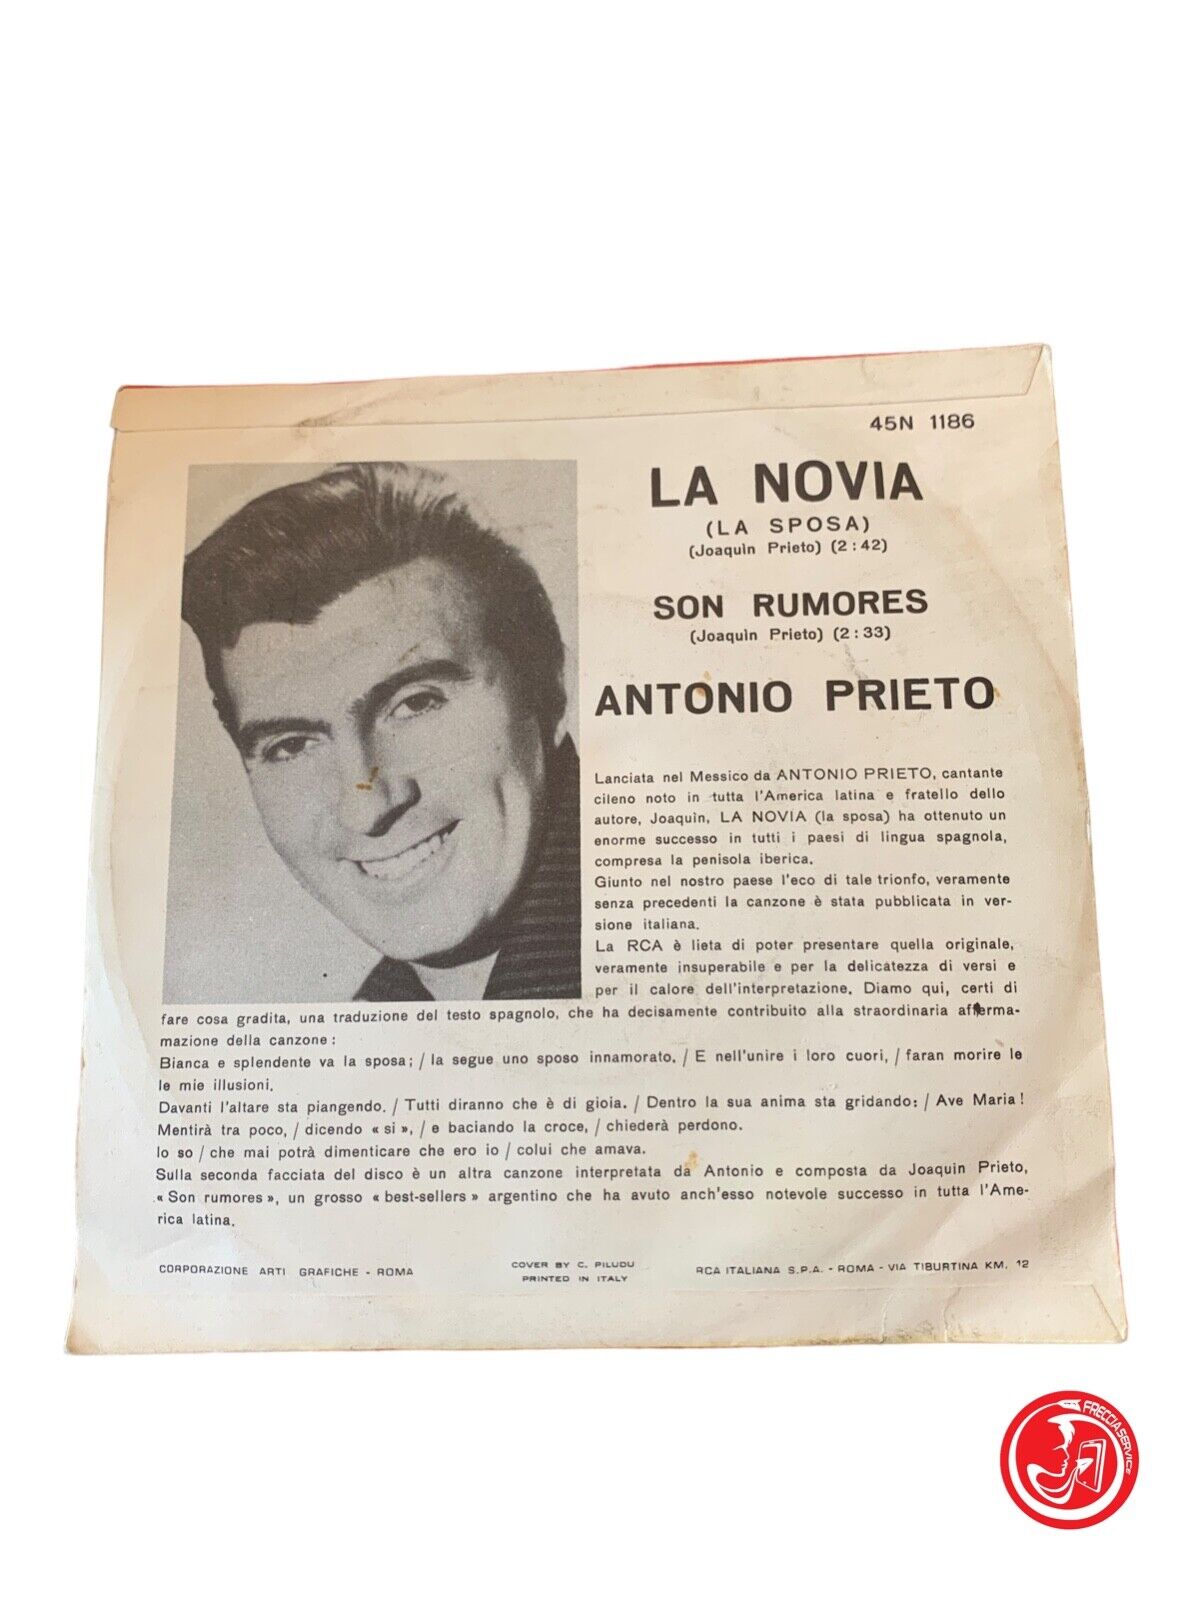 45N 1186
LA NOVIA
(LA SPOSA)
(Joaquìn Prieto) (2:42)
SON RUMORES
(Joaquìn Prieto) (2:33)
ANTONIO PRIETO
Lanciata nel Messico da ANTONIO PRIETO, cantante
cileno noto in tutta l'America latina e fratello dello
autore, Joaquìn, LA NOVIA (la sposa) ha ottenuto un
enorme successo in tutti i paesi di lingua spagnola,
compresa la penisola iberica.
Giunto nel nostro paese l'eco di tale trionfo, veramente
senza precedenti la canzone è stata pubblicata in ver-
sione italiana.
La RCA è lieta di poter presentare quella originale,
veramente insuperabile e per la delicatezza di versi e
per il calore dell'interpretazione. Diamo qui, certi di
fare cosa gradita, una traduzione del testo spagnolo, che ha decisamente contribuito alla straordinaria afferma-
mazione della canzone:
Bianca e splendente va la sposa; / la segue uno sposo innamorato. / E nell'unire i loro cuori, / faran morire le
le mie illusioni.
Davanti l'altare sta piangendo. / Tutti diranno che è di gioia. / Dentro la sua anima sta gridando: / Ave Maria!
Mentirà tra poco, / dicendo « si », / e baciando la croce, / chiederà perdono.
Io so / che mai potrà dimenticare che ero io / colui che amava.
Sulla seconda facciata del disco è un altra canzone interpretata da Antonio e composta da Joaquìn Prieto,
« Son rumores », un grosso « best-sellers » argentino che ha avuto anch'esso notevole successo in tutta l'Ame-
rica latina.
CORPORAZIONE ARTI GRAFICHE - ROMA
COVER BY C. PILUDU
PRINTED IN ITALY
RCA ITALIANA S.P.A. - ROMA - VIA TIBURTINA KM. 12
FRECCIASERVICE